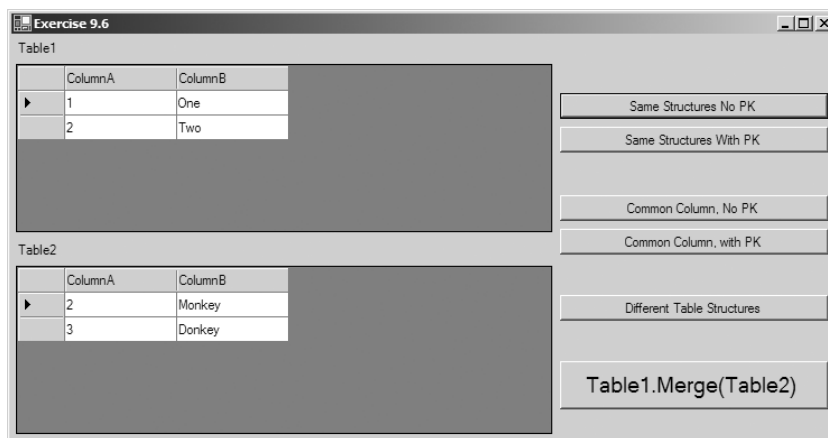 Exercise 9.6
Table1
ColumnA ColumnB
1 One
2 Two
Table2
ColumnA ColumnB
2 Monkey
3 Donkey
Same Structures No PK
Same Structures With PK
Common Column, No PK
Common Column, with PK
Different Table Structures
Table1.Merge(Table2)